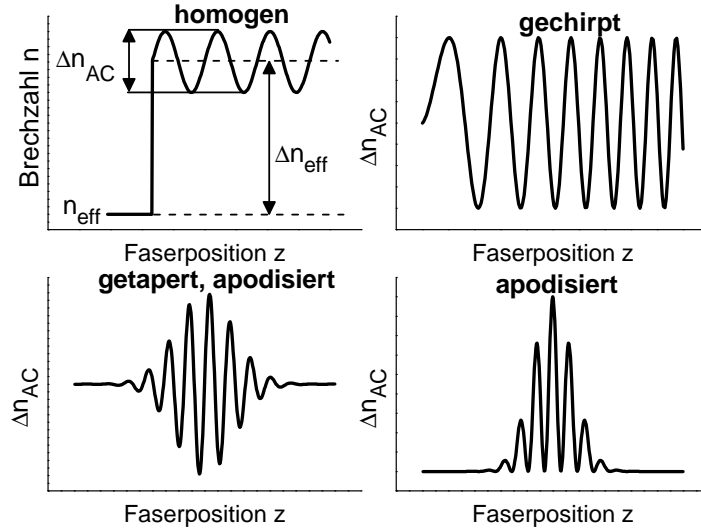 homogen
Brechzahl n
Δn_AC
Δn_eff
n_eff
Faserposition z
gechirpt
Δn_AC
Faserposition z
getapert, apodisiert
Δn_AC
Faserposition z
apodisiert
Δn_AC
Faserposition z